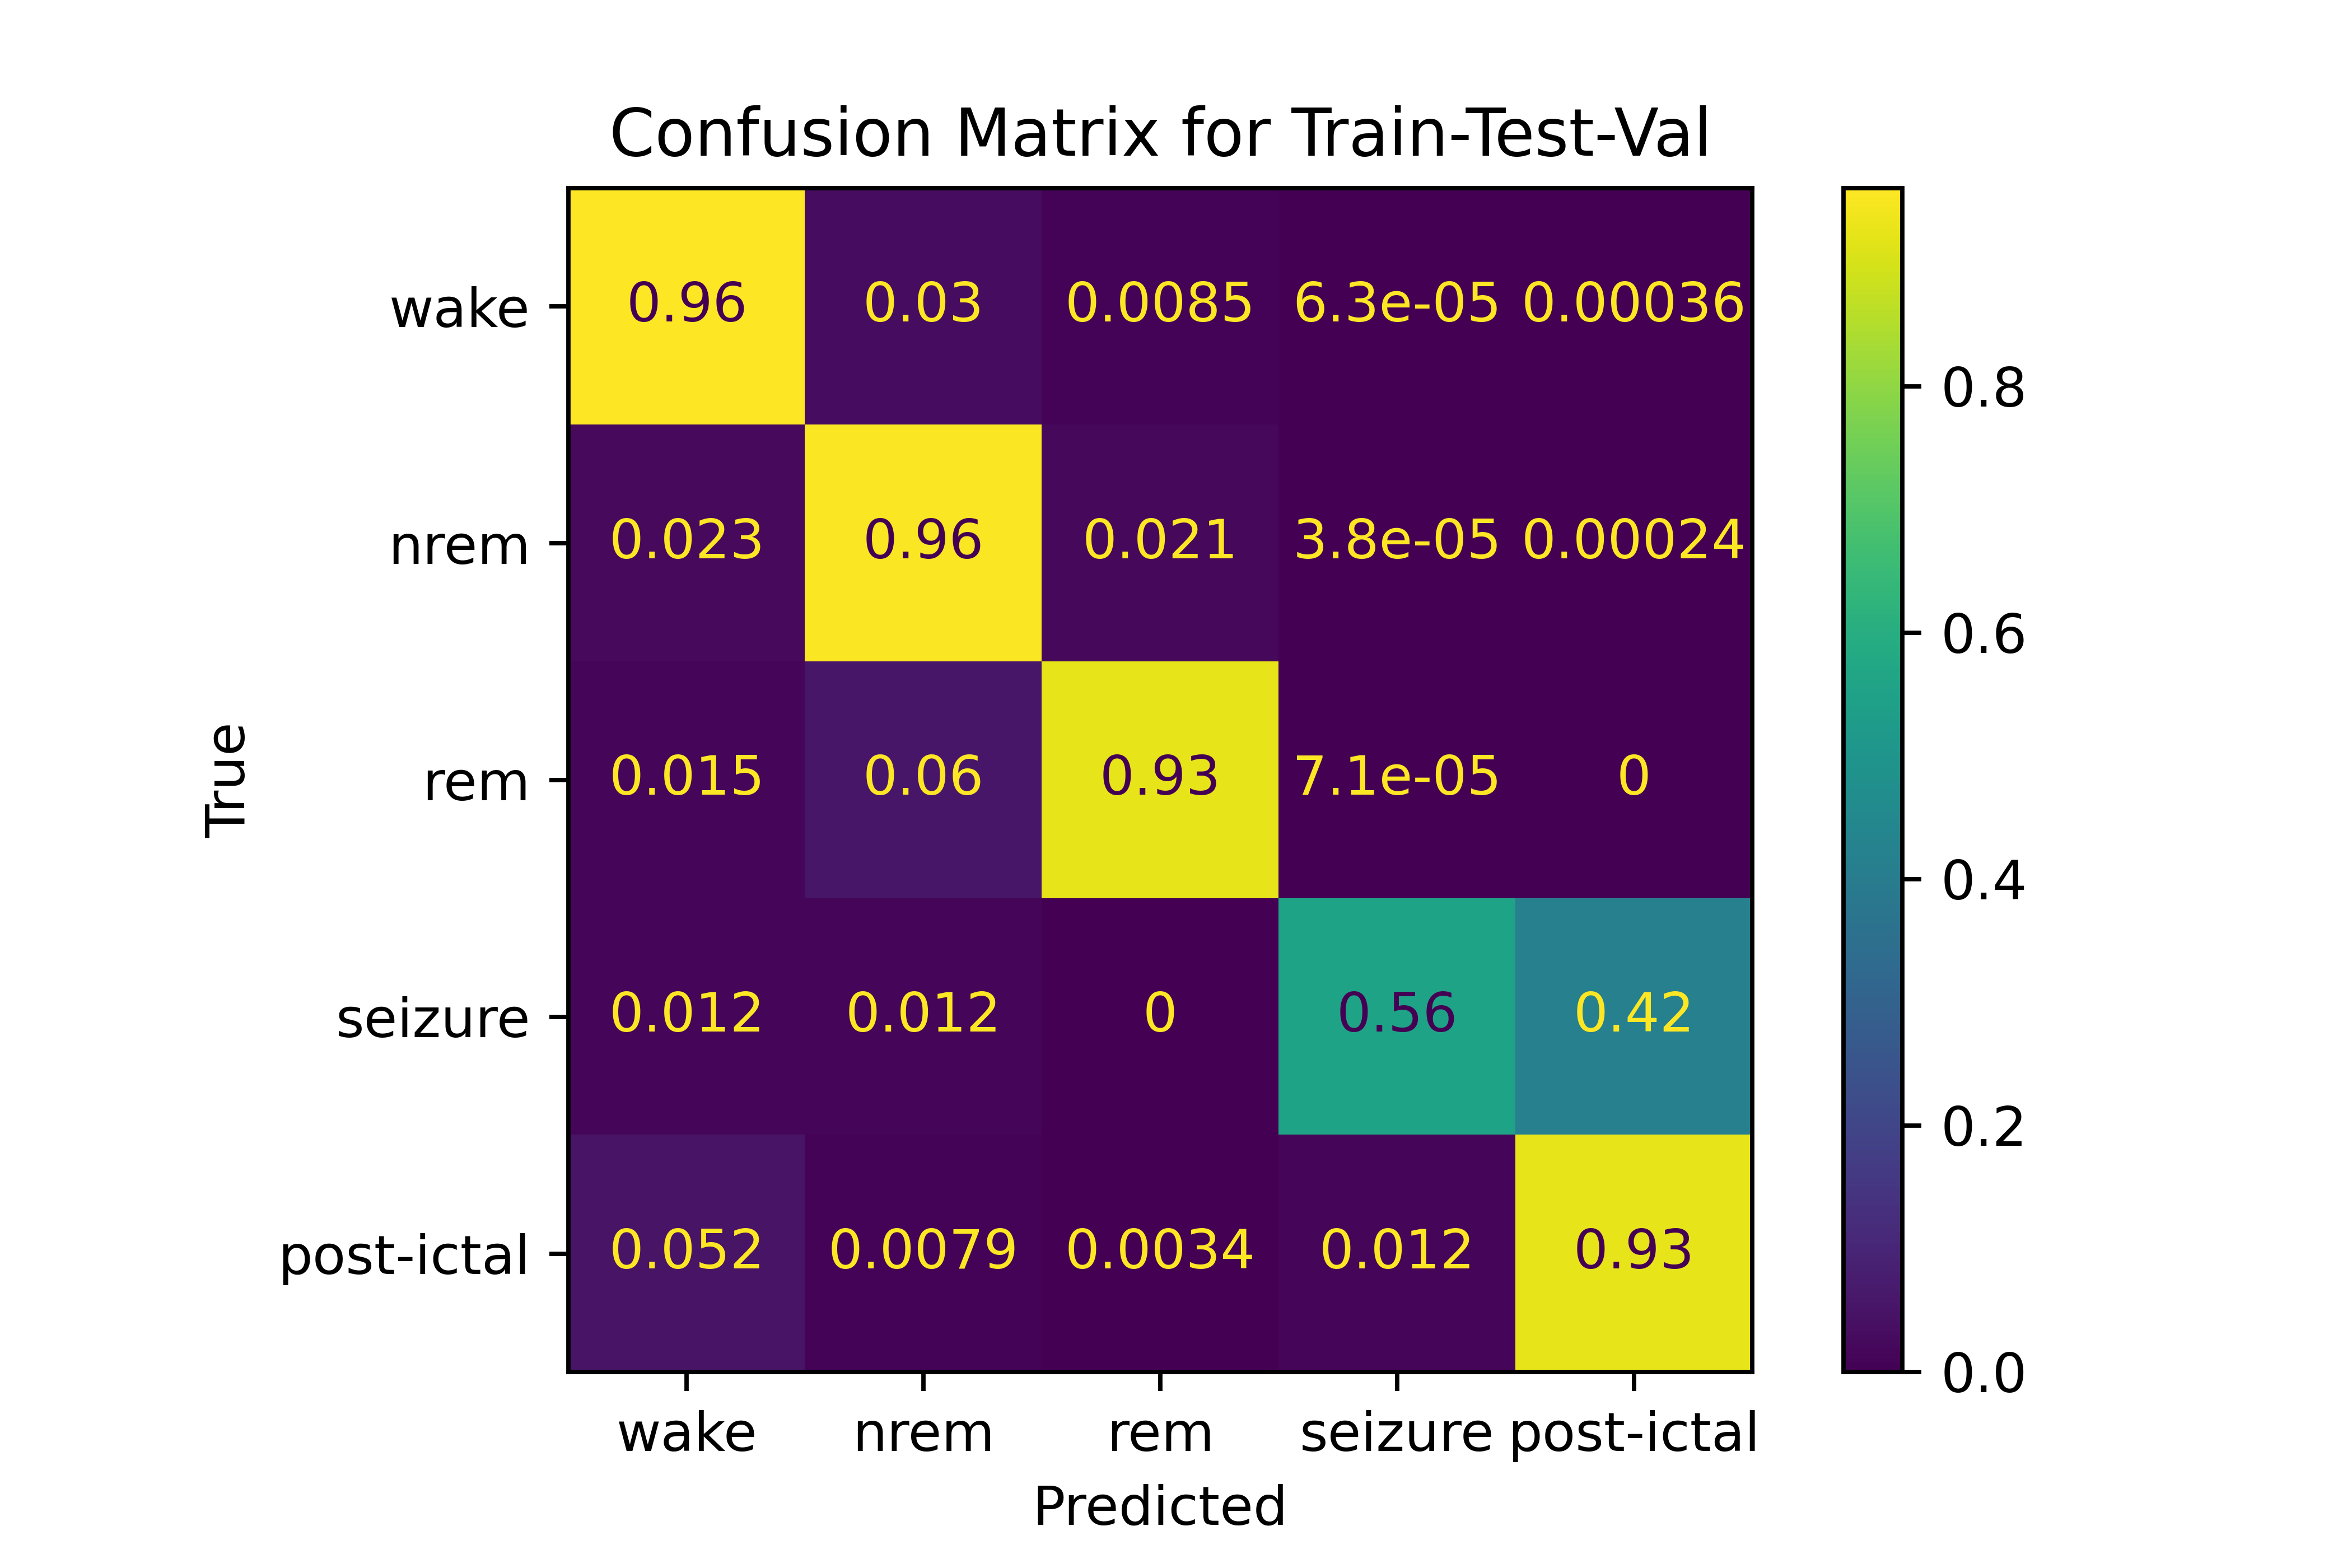 Confusion Matrix for Train-Test-Val
wake 0.96 0.03 0.0085 6.3e-05 0.00036
nrem 0.023 0.96 0.021 3.8e-05 0.00024
rem 0.015 0.06 0.93 7.1e-05 0
seizure 0.012 0.012 0 0.56 0.42
post-ictal 0.052 0.0079 0.0034 0.012 0.93
wake nrem rem seizure post-ictal
Predicted
True
0.8
0.6
0.4
0.2
0.0